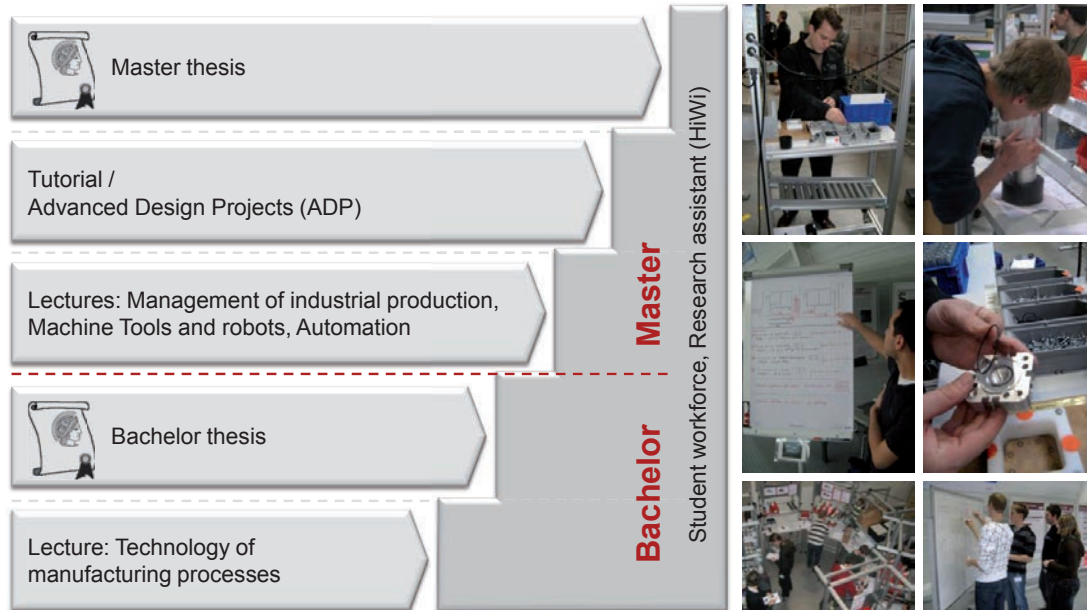 Master thesis
Tutorial /
Advanced Design Projects (ADP)
Lectures: Management of industrial production,
Machine Tools and robots, Automation
Bachelor thesis
Lecture: Technology of
manufacturing processes
Master
Bachelor
Student workforce, Research assistant (HiWi)